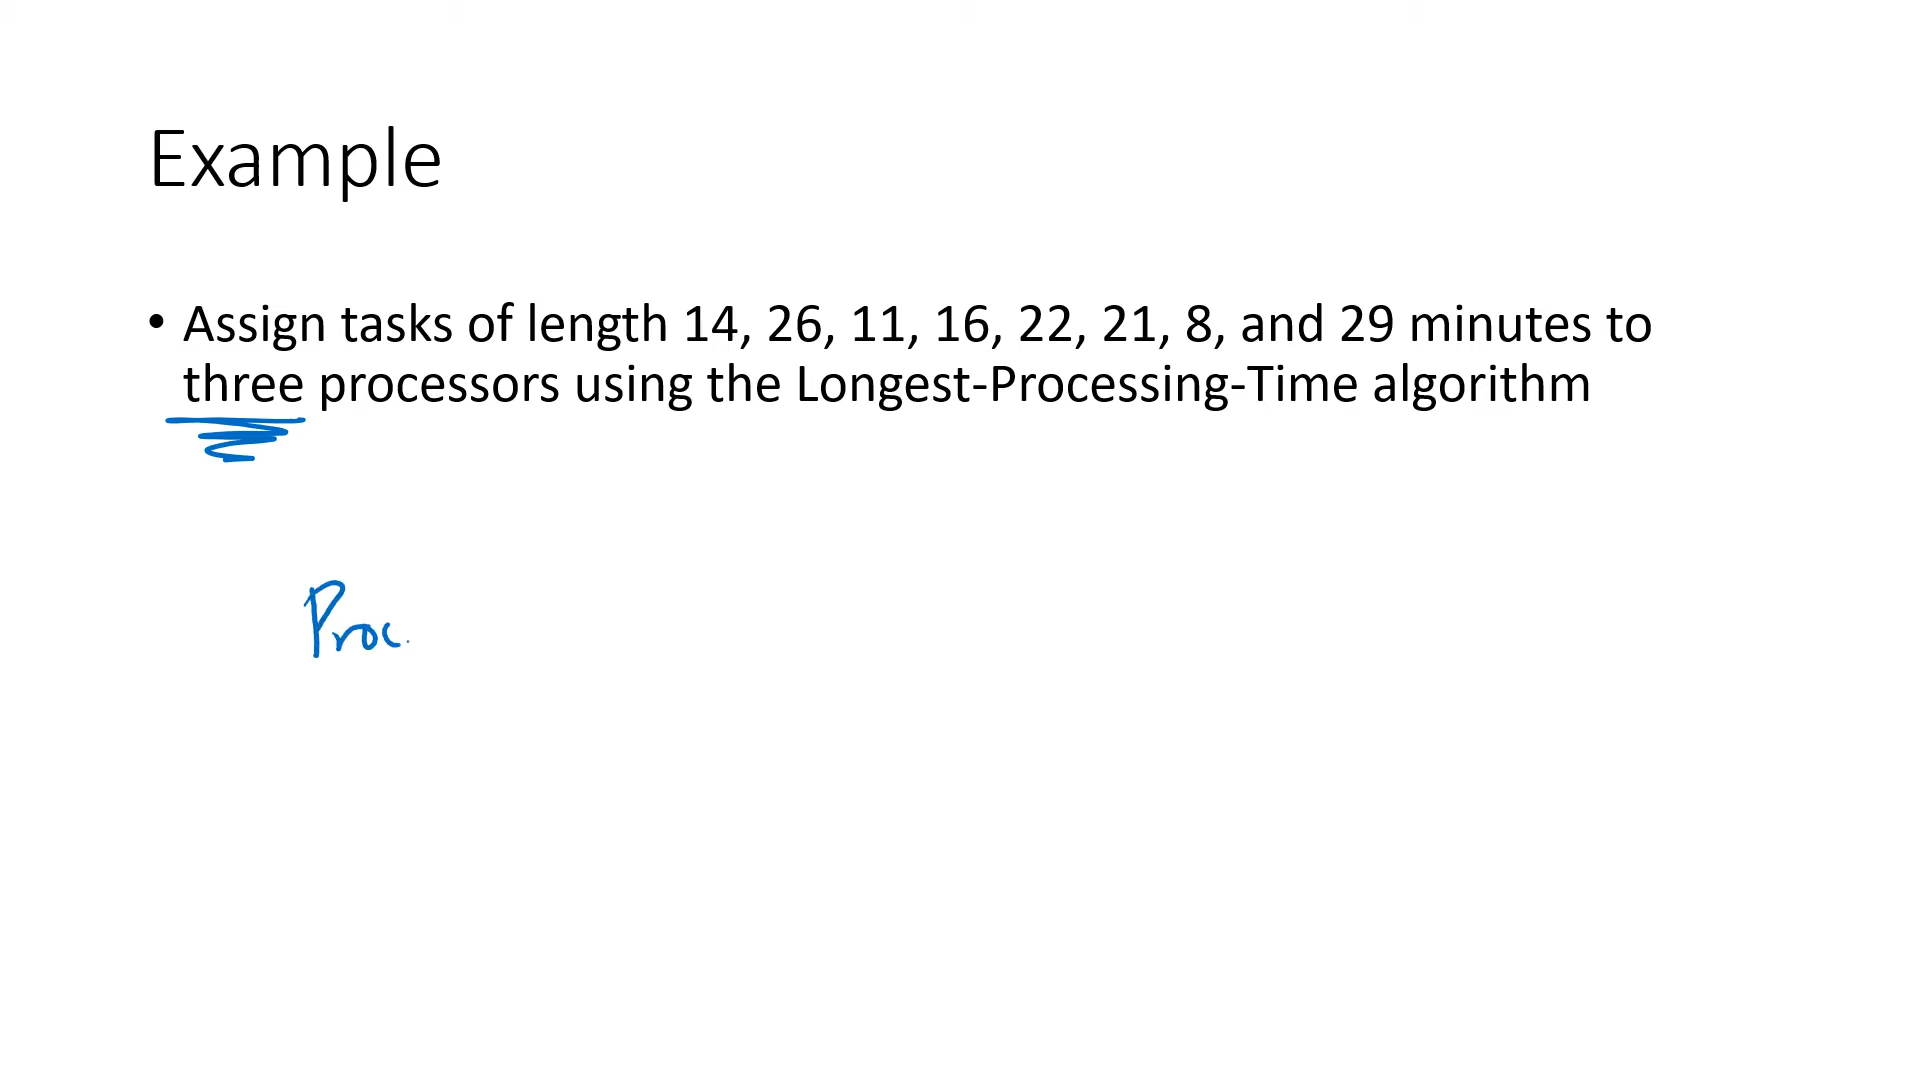 Example
• Assign tasks of length 14, 26, 11, 16, 22, 21, 8, and 29 minutes to
three processors using the Longest-Processing-Time algorithm
Proc.